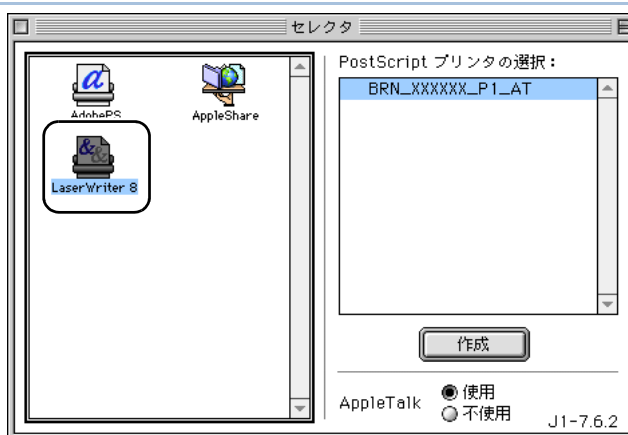 セレクタ
AdobePS
AppleShare
LaserWriter 8
PostScript プリンタの選択：
BRN_XXXXXX_P1_AT
作成
AppleTalk
使用
不使用
J1-7.6.2